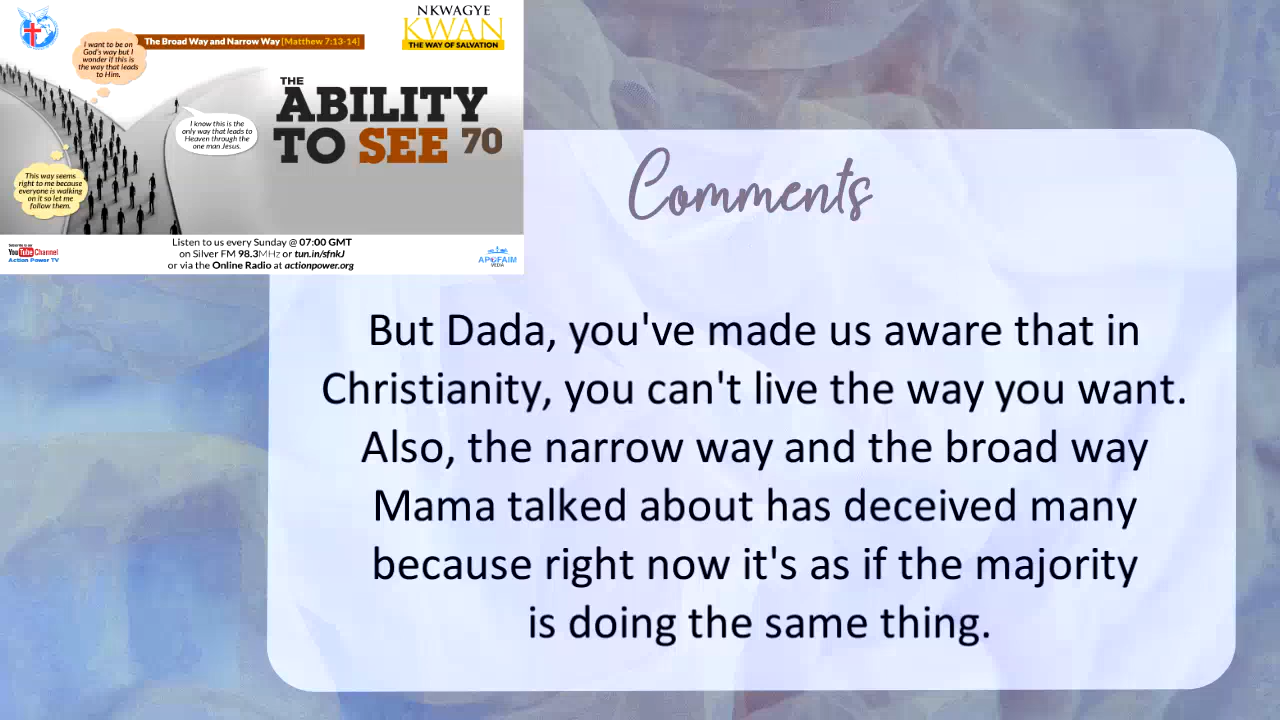 NKWAGYE
KWAN
THE WAY OF SALVATION
The Broad Way and Narrow Way [Matthew 7:13-14]
I want to be on
God's way but I
wonder if this is
the way that leads
to Him.
THE
ABILITY
TO SEE 70
I know this is the
only way that leads to
Heaven through the
one man Jesus.
This way seems
right to me because
everyone is walking
on it so let me
follow them.
YouTube Channel
Action Power TV
Listen to us every Sunday @ 07:00 GMT
on Silver FM 98.3MHz or tun.in/sfnkJ
or via the Online Radio at actionpower.org
APOFAIM
MEDIA
Comments
But Dada, you've made us aware that in
Christianity, you can't live the way you want.
Also, the narrow way and the broad way
Mama talked about has deceived many
because right now it's as if the majority
is doing the same thing.